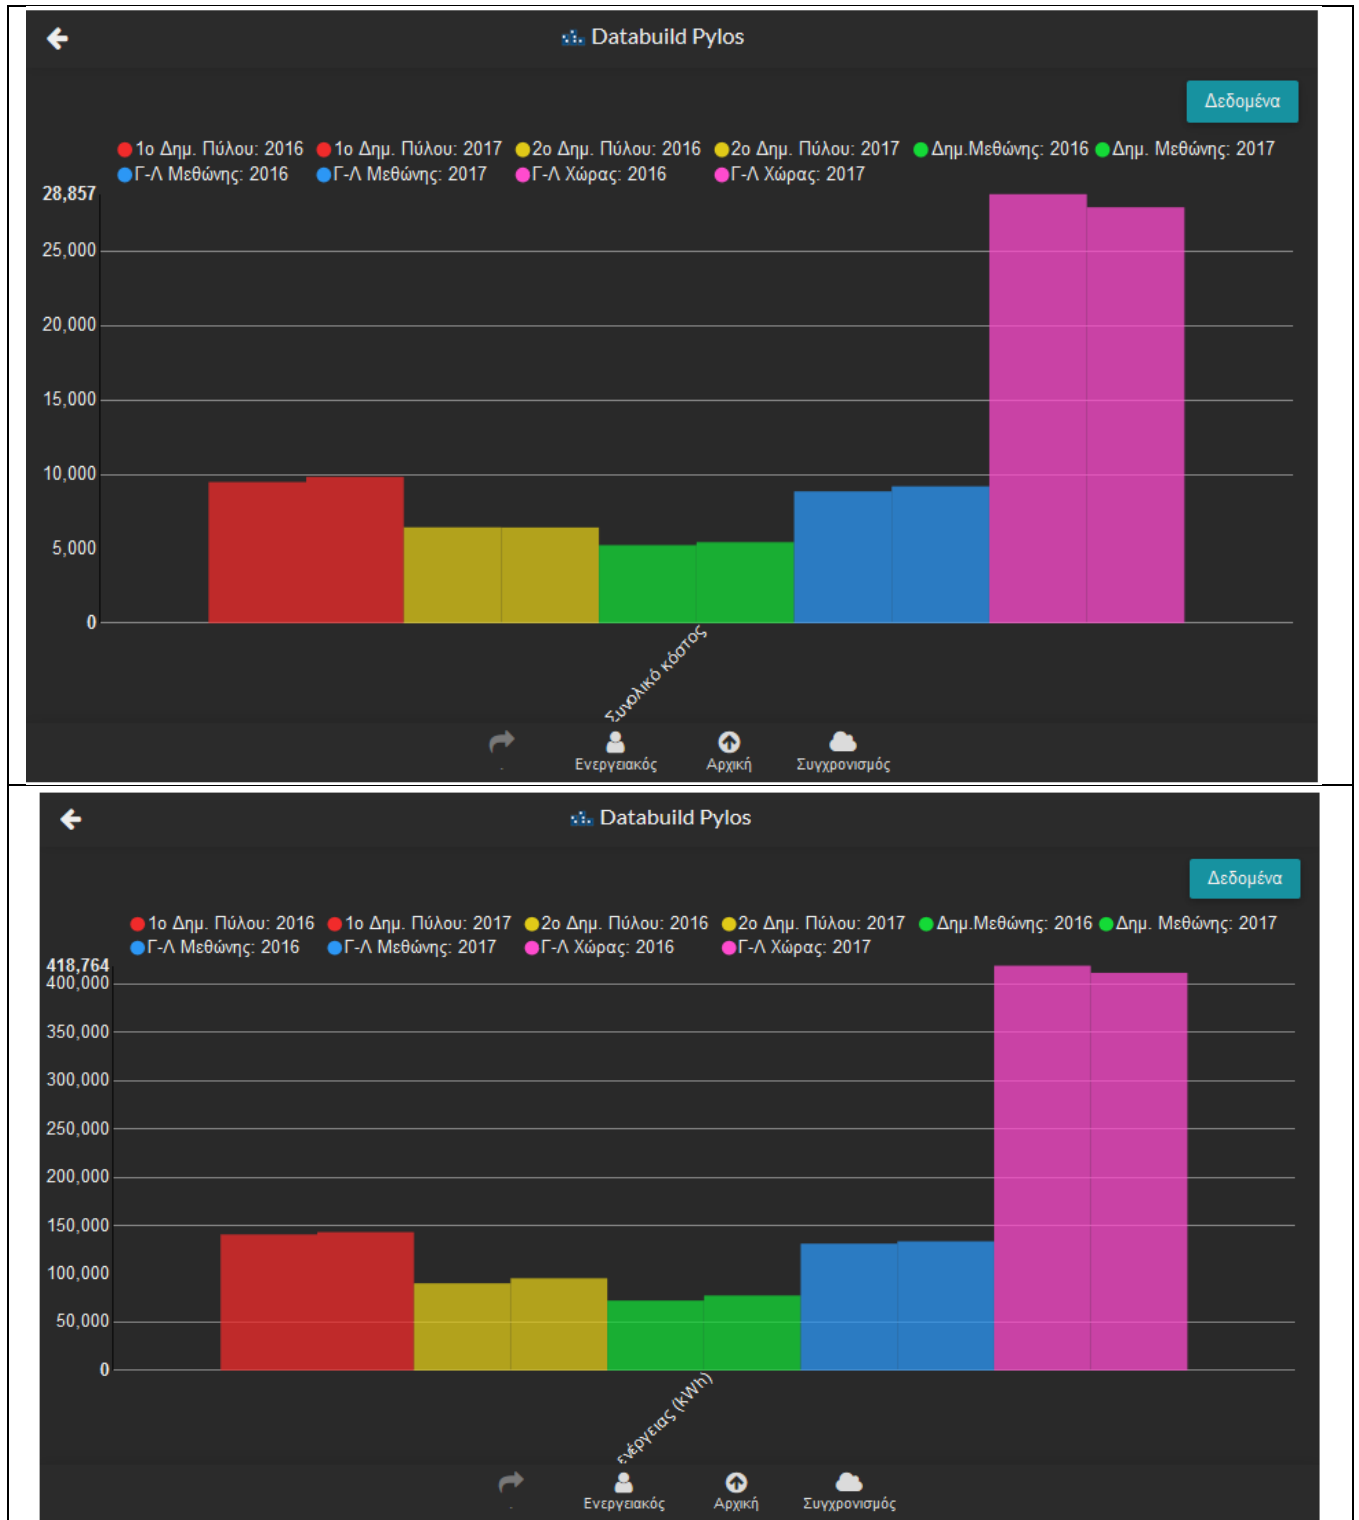 Databuild Pylos
Δεδομένα
1ο Δημ. Πύλου: 2016 1ο Δημ. Πύλου: 2017 2ο Δημ. Πύλου: 2016 2ο Δημ. Πύλου: 2017 Δημ.Μεθώνης: 2016 Δημ. Μεθώνης: 2017
Γ-Λ Μεθώνης: 2016 Γ-Λ Μεθώνης: 2017 Γ-Λ Χώρας: 2016 Γ-Λ Χώρας: 2017
28,857
25,000
20,000
15,000
10,000
5,000
0
Συνολικό κόστος
Ενεργειακός Αρχική Συγχρονισμός
Databuild Pylos
Δεδομένα
1ο Δημ. Πύλου: 2016 1ο Δημ. Πύλου: 2017 2ο Δημ. Πύλου: 2016 2ο Δημ. Πύλου: 2017 Δημ.Μεθώνης: 2016 Δημ. Μεθώνης: 2017
Γ-Λ Μεθώνης: 2016 Γ-Λ Μεθώνης: 2017 Γ-Λ Χώρας: 2016 Γ-Λ Χώρας: 2017
418,764
400,000
350,000
300,000
250,000
200,000
150,000
100,000
50,000
0
ενέργειας (kWh)
Ενεργειακός Αρχική Συγχρονισμός